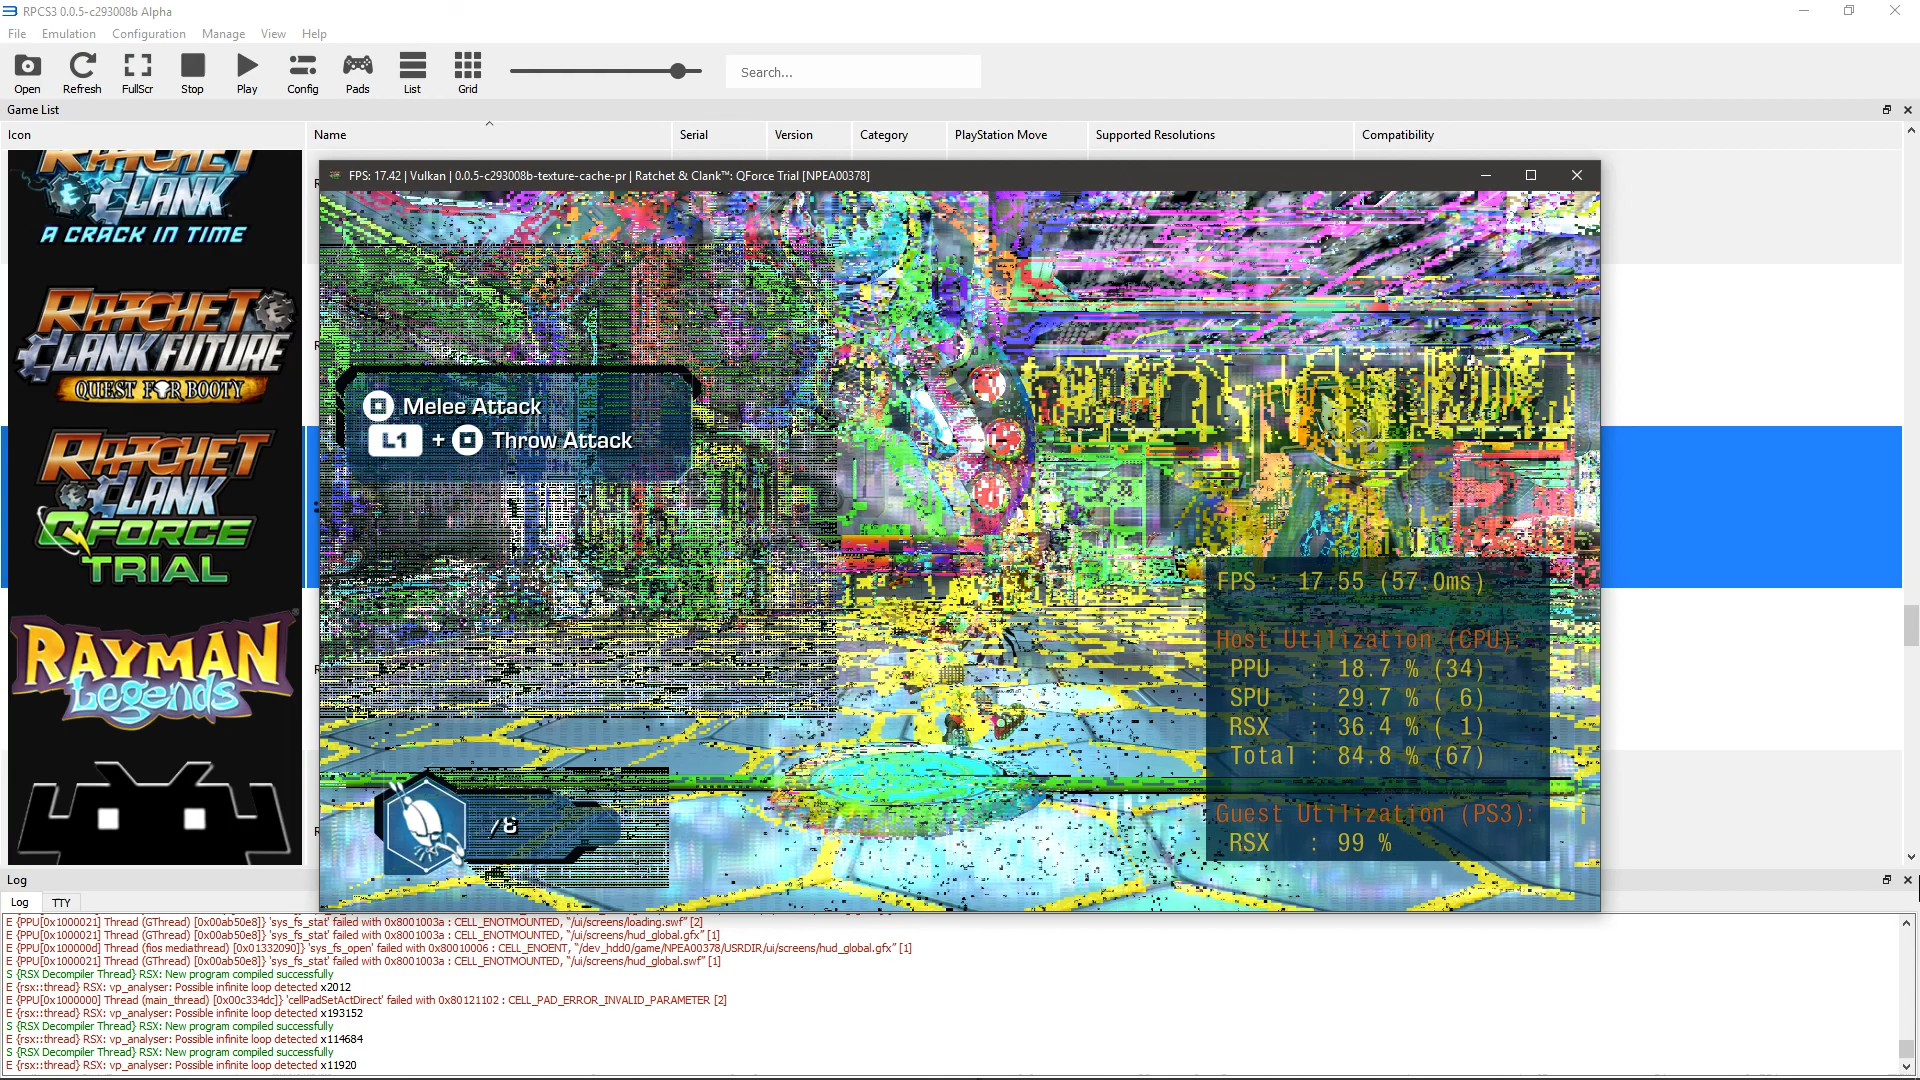 RPCS3 0.0.5-c293008b Alpha
File Emulation Configuration Manage View Help
Open Refresh FullScr Stop Play Config Pads List Grid Search...
Game List
Icon Name Serial Version Category PlayStation Move Supported Resolutions Compatibility
RATCHET
CLANK
A CRACK IN TIME
RATCHET
CLANK FUTURE
QUEST FOR BOOTY
RATCHET
CLANK
QFORCE
TRIAL
RAYMAN
Legends
FPS: 17.42 | Vulkan | 0.0.5-c293008b-texture-cache-pr | Ratchet & Clank™: QForce Trial [NPEA00378]
Melee Attack
L1 + Throw Attack
/8
FPS : 17.55 (57.0ms)
Host Utilization (CPU):
PPU : 18.7 % (34)
SPU : 29.7 % ( 6)
RSX : 36.4 % ( 1)
Total : 84.8 % (67)
Guest Utilization (PS3):
RSX : 99 %
Log
Log TTY
E {PPU[0x1000021] Thread (GThread) [0x00ab50e8]} 'sys_fs_stat' failed with 0x8001003a : CELL_ENOTMOUNTED, “/ui/screens/loading.swf” [2]
E {PPU[0x1000021] Thread (GThread) [0x00ab50e8]} 'sys_fs_stat' failed with 0x8001003a : CELL_ENOTMOUNTED, “/ui/screens/hud_global.gfx” [1]
E {PPU[0x100000d] Thread (fios mediathread) [0x01332090]} 'sys_fs_open' failed with 0x80010006 : CELL_ENOENT, “/dev_hdd0/game/NPEA00378/USRDIR/ui/screens/hud_global.gfx” [1]
E {PPU[0x1000021] Thread (GThread) [0x00ab50e8]} 'sys_fs_stat' failed with 0x8001003a : CELL_ENOTMOUNTED, “/ui/screens/hud_global.swf” [1]
S {RSX Decompiler Thread} RSX: New program compiled successfully
E {rsx::thread} RSX: vp_analyser: Possible infinite loop detected x2012
E {PPU[0x1000000] Thread (main_thread) [0x00c334dc]} 'cellPadSetActDirect' failed with 0x80121102 : CELL_PAD_ERROR_INVALID_PARAMETER [2]
E {rsx::thread} RSX: vp_analyser: Possible infinite loop detected x193152
S {RSX Decompiler Thread} RSX: New program compiled successfully
E {rsx::thread} RSX: vp_analyser: Possible infinite loop detected x114684
S {RSX Decompiler Thread} RSX: New program compiled successfully
E {rsx::thread} RSX: vp_analyser: Possible infinite loop detected x11920